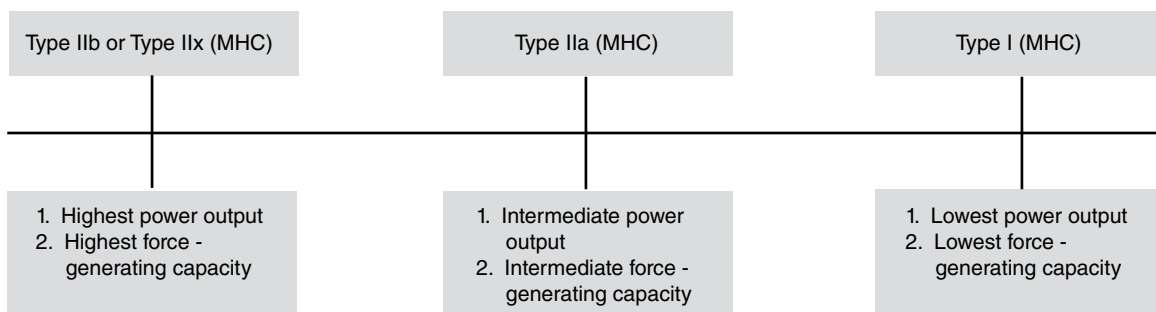 Type IIb or Type IIx (MHC)
Type IIa (MHC)
Type I (MHC)
1. Highest power output
2. Highest force -
generating capacity
1. Intermediate power
output
2. Intermediate force -
generating capacity
1. Lowest power output
2. Lowest force -
generating capacity